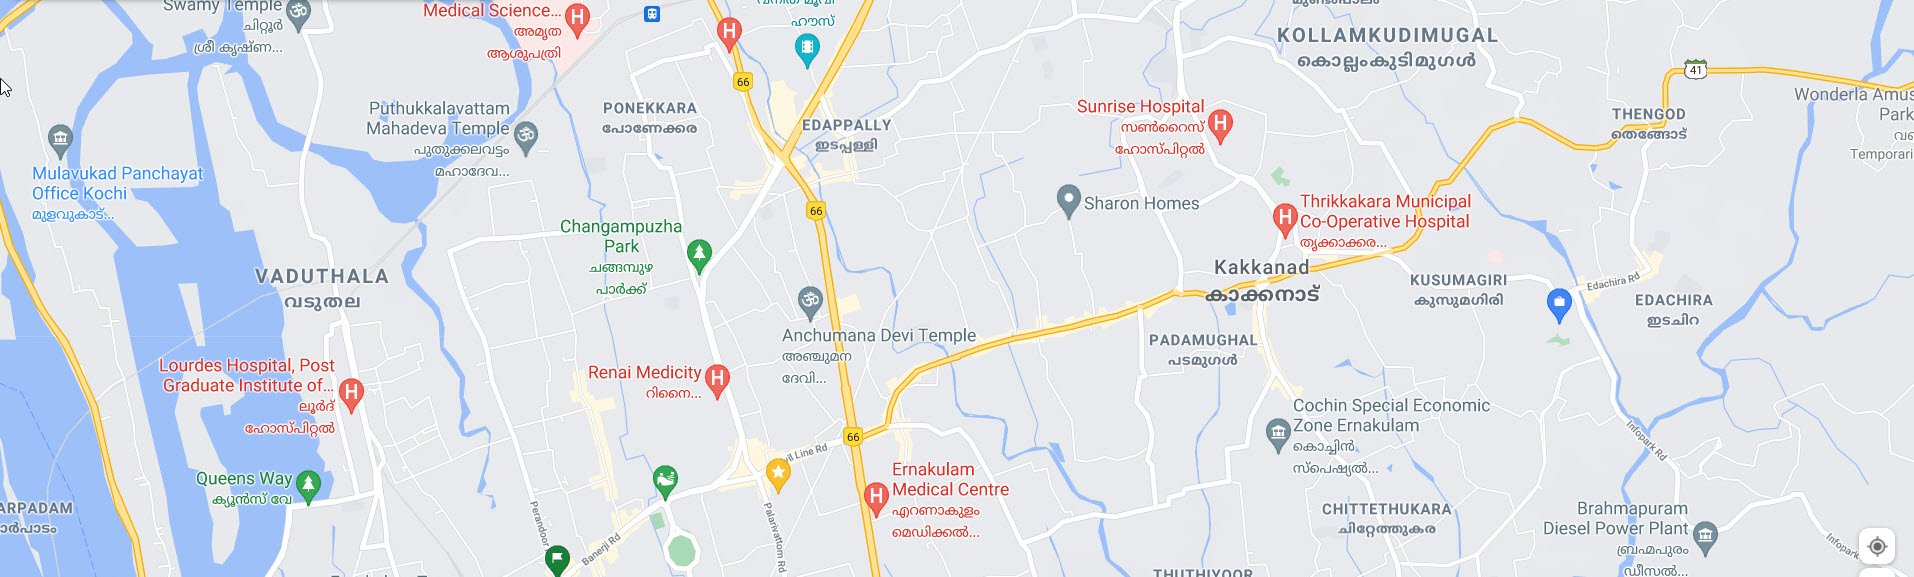 Swamy Temple
ചിറ്റൂർ
ശ്രീ കൃഷ്ണ...
Medical Science...
അമൃത
ആശുപത്രി
ഹൗസ്
66
KOLLAMKUDIMUGAL
കൊല്ലംകുടിമുഗൾ
41
Wonderla Amus
Park
Temporari
THENGOD
തെങ്ങോട്
Puthukkalavattam
Mahadeva Temple
പുതുക്കലവട്ടം
മഹാദേവ...
PONEKKARA
പോണേക്കര
EDAPPALLY
ഇടപ്പള്ളി
Sunrise Hospital
സൺറൈസ്
ഹോസ്പിറ്റൽ
Mulavukad Panchayat
Office Kochi
മുളവുകാട്...
66
Sharon Homes
Thrikkakara Municipal
Co-Operative Hospital
തൃക്കാക്കര...
Changampuzha
Park
ചങ്ങമ്പുഴ
പാർക്ക്
VADUTHALA
വടുതല
Kakkanad
കാക്കനാട്
KUSUMAGIRI
കുസുമഗിരി
Edachira Rd
EDACHIRA
ഇടചിറ
Anchumana Devi Temple
അഞ്ചുമന
ദേവി...
PADAMUGHAL
പടമുഗൾ
Lourdes Hospital, Post
Graduate Institute of...
ലൂർദ്
ഹോസ്പിറ്റൽ
Renai Medicity
റിനൈ...
Cochin Special Economic
Zone Ernakulam
കൊച്ചിൻ
സ്പെഷ്യൽ...
66
il Line Rd
Infopark Rd
Queens Way
ക്യൂൻസ് വേ
Ernakulam
Medical Centre
എറണാകുളം
മെഡിക്കൽ...
ARPADAM
ാർപാടം
Perandoor
Banerji Rd
Palarivattom Rd
CHITTETHUKARA
ചിറ്റേത്തുകര
Brahmapuram
Diesel Power Plant
ബ്രഹ്മപുരം
ഡീസൽ...
Infopark
THUTHIYOOR